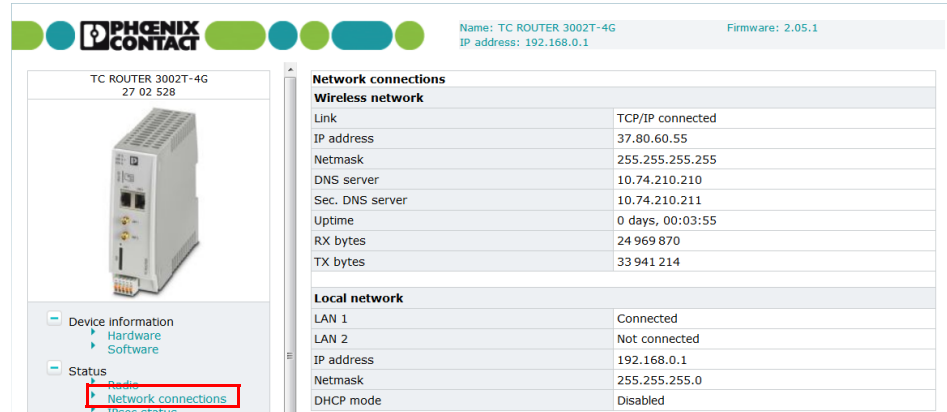 PHŒNIX
CONTACT
Name: TC ROUTER 3002T-4G
IP address: 192.168.0.1
Firmware: 2.05.1
TC ROUTER 3002T-4G
27 02 528
Device information
Hardware
Software
Status
Radio
Network connections
IPsec status
Network connections
Wireless network
Link TCP/IP connected
IP address 37.80.60.55
Netmask 255.255.255.255
DNS server 10.74.210.210
Sec. DNS server 10.74.210.211
Uptime 0 days, 00:03:55
RX bytes 24 969 870
TX bytes 33 941 214
Local network
LAN 1 Connected
LAN 2 Not connected
IP address 192.168.0.1
Netmask 255.255.255.0
DHCP mode Disabled